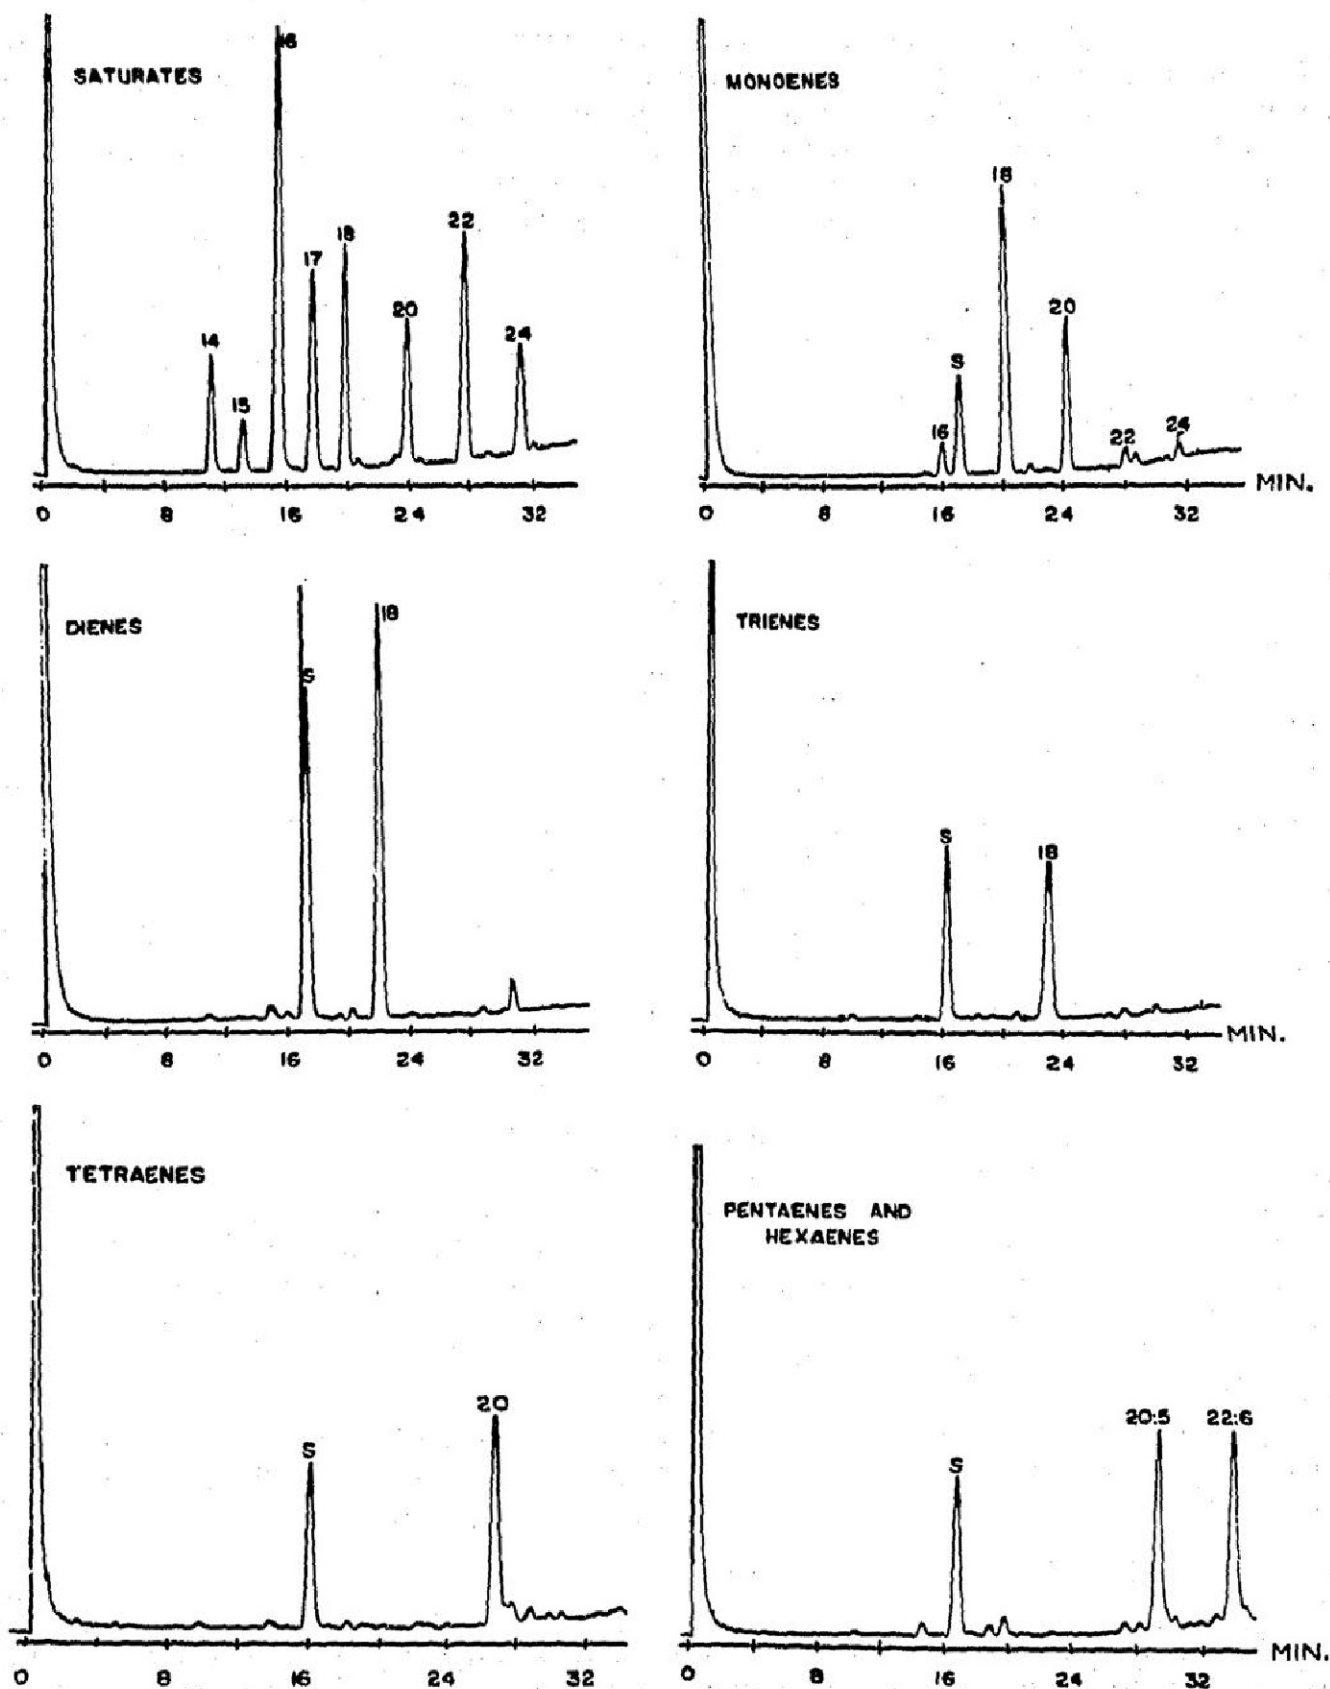 SATURATES
16
22
18
17
20
24
14
15
0 8 16 24 32
MONOENES
18
20
S
16
22
24
MIN.
0 8 16 24 32
DIENES
18
S
0 8 16 24 32
TRIENES
S
18
MIN.
0 8 16 24 32
TETRAENES
20
S
0 8 16 24 32
PENTAENES AND
HEXAENES
20:5 22:6
S
MIN.
0 8 16 24 32